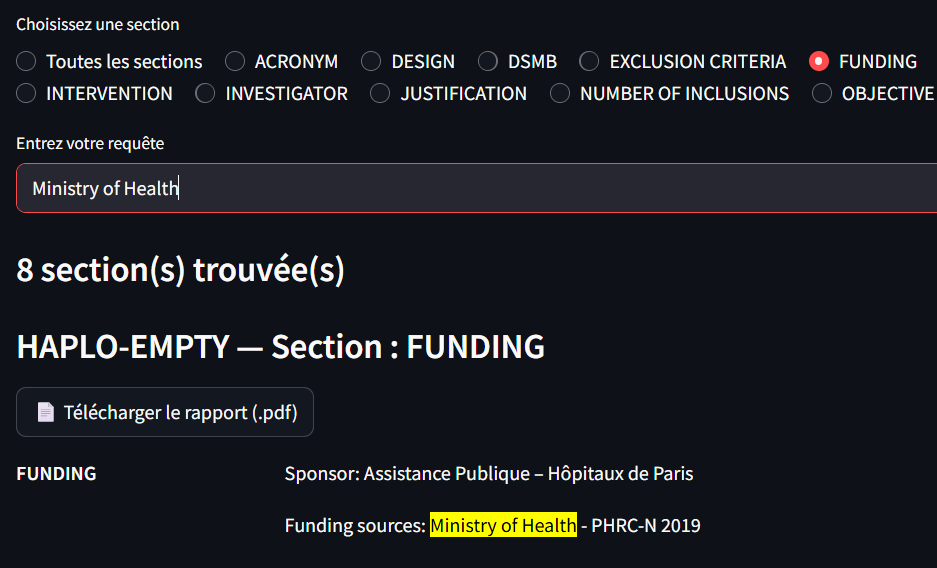 Choisissez une section
Toutes les sections ACRONYM DESIGN DSMB EXCLUSION CRITERIA FUNDING
INTERVENTION INVESTIGATOR JUSTIFICATION NUMBER OF INCLUSIONS OBJECTIVE
Entrez votre requête
Ministry of Health
8 section(s) trouvée(s)
HAPLO-EMPTY — Section : FUNDING
Télécharger le rapport (.pdf)
FUNDING Sponsor: Assistance Publique – Hôpitaux de Paris
Funding sources: Ministry of Health - PHRC-N 2019